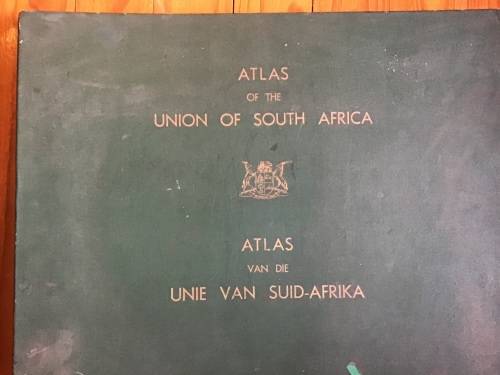 ATLAS
OF THE
UNION OF SOUTH AFRICA
ATLAS
VAN DIE
UNIE VAN SUID-AFRIKA